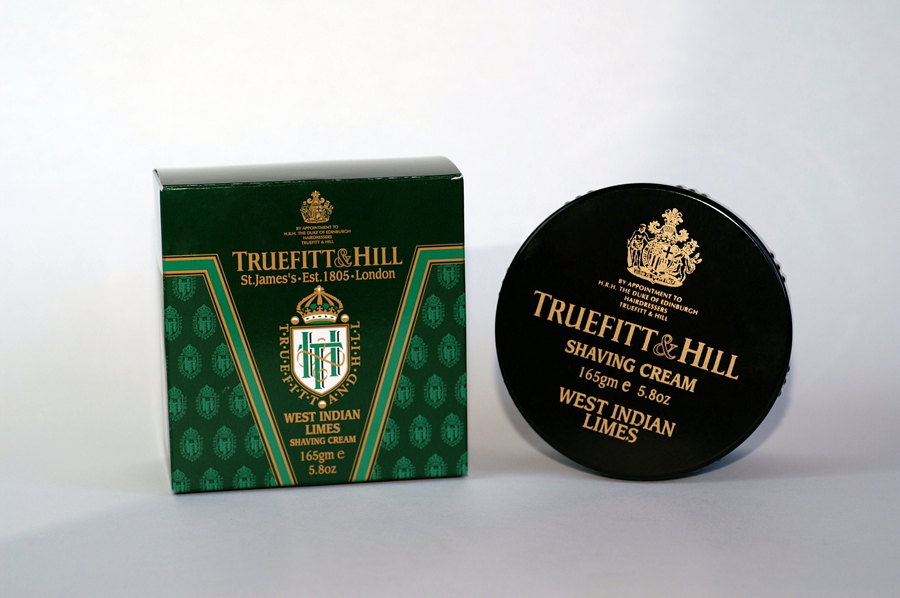 BY APPOINTMENT TO
H.R.H. THE DUKE OF EDINBURGH
HAIRDRESSERS
TRUEFITT & HILL
TRUEFITT&HILL
St.James's·Est.1805·London
TRUEFITT·AND·HILL
WEST INDIAN
LIMES
SHAVING CREAM
165gm e
5.8oz
BY APPOINTMENT TO
H.R.H. THE DUKE OF EDINBURGH
HAIRDRESSERS
TRUEFITT & HILL
TRUEFITT&HILL
SHAVING CREAM
165gm e 5.8oz
WEST INDIAN
LIMES